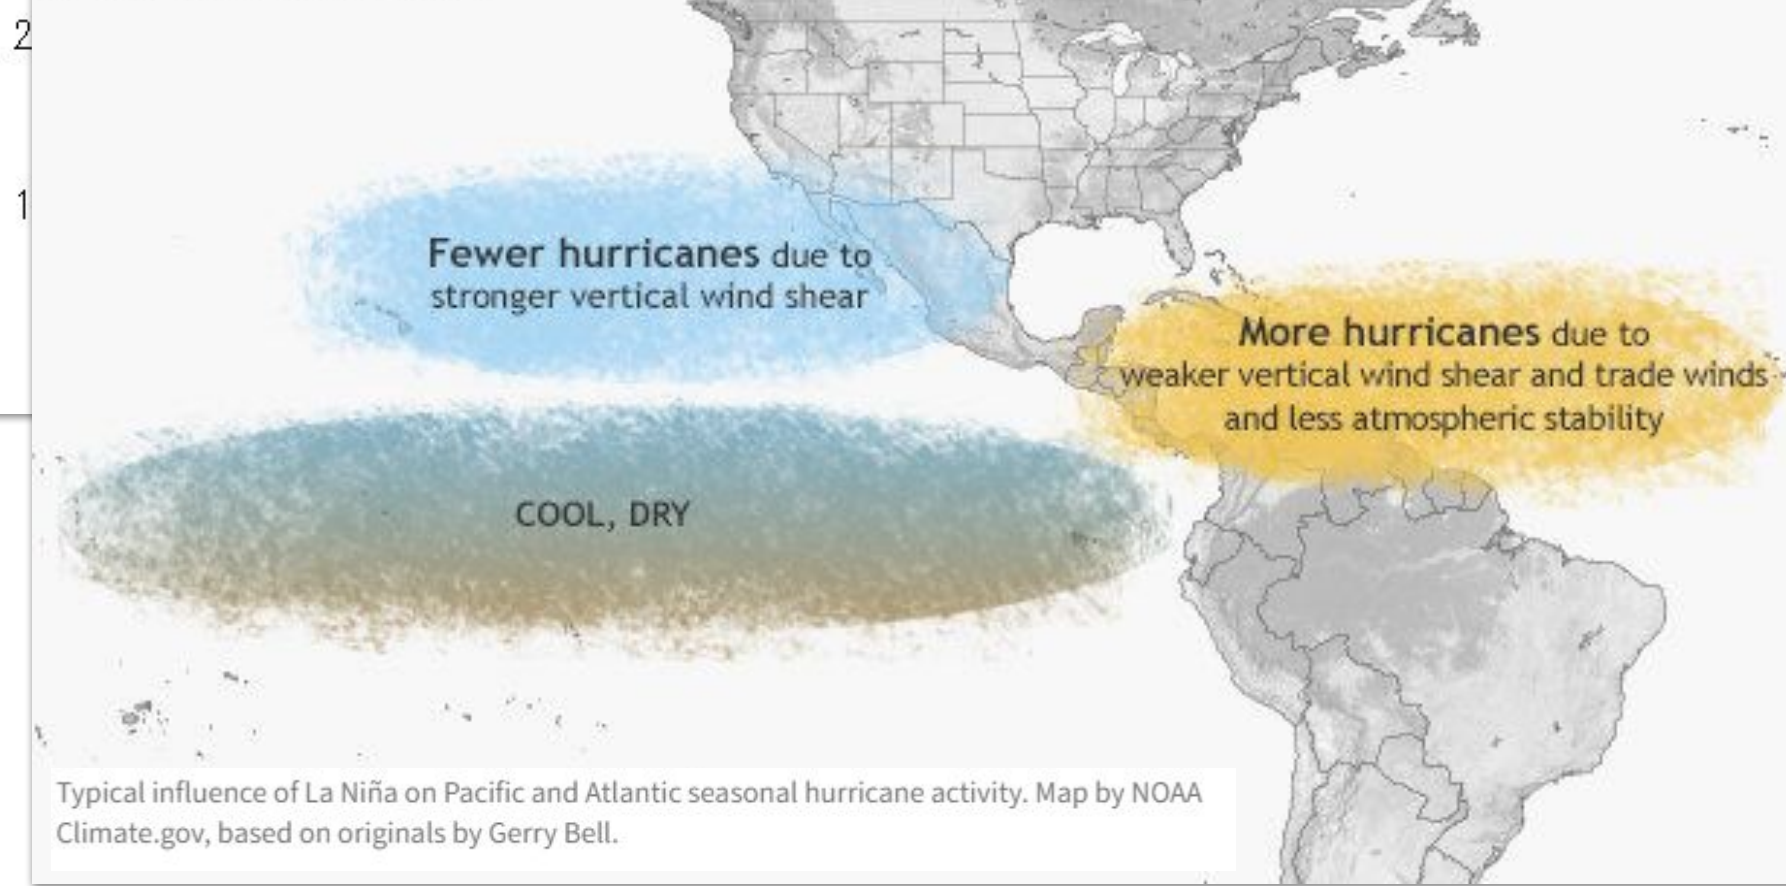 2
1
Fewer hurricanes due to
stronger vertical wind shear
More hurricanes due to
weaker vertical wind shear and trade winds
and less atmospheric stability
COOL, DRY
Typical influence of La Niña on Pacific and Atlantic seasonal hurricane activity. Map by NOAA
Climate.gov, based on originals by Gerry Bell.